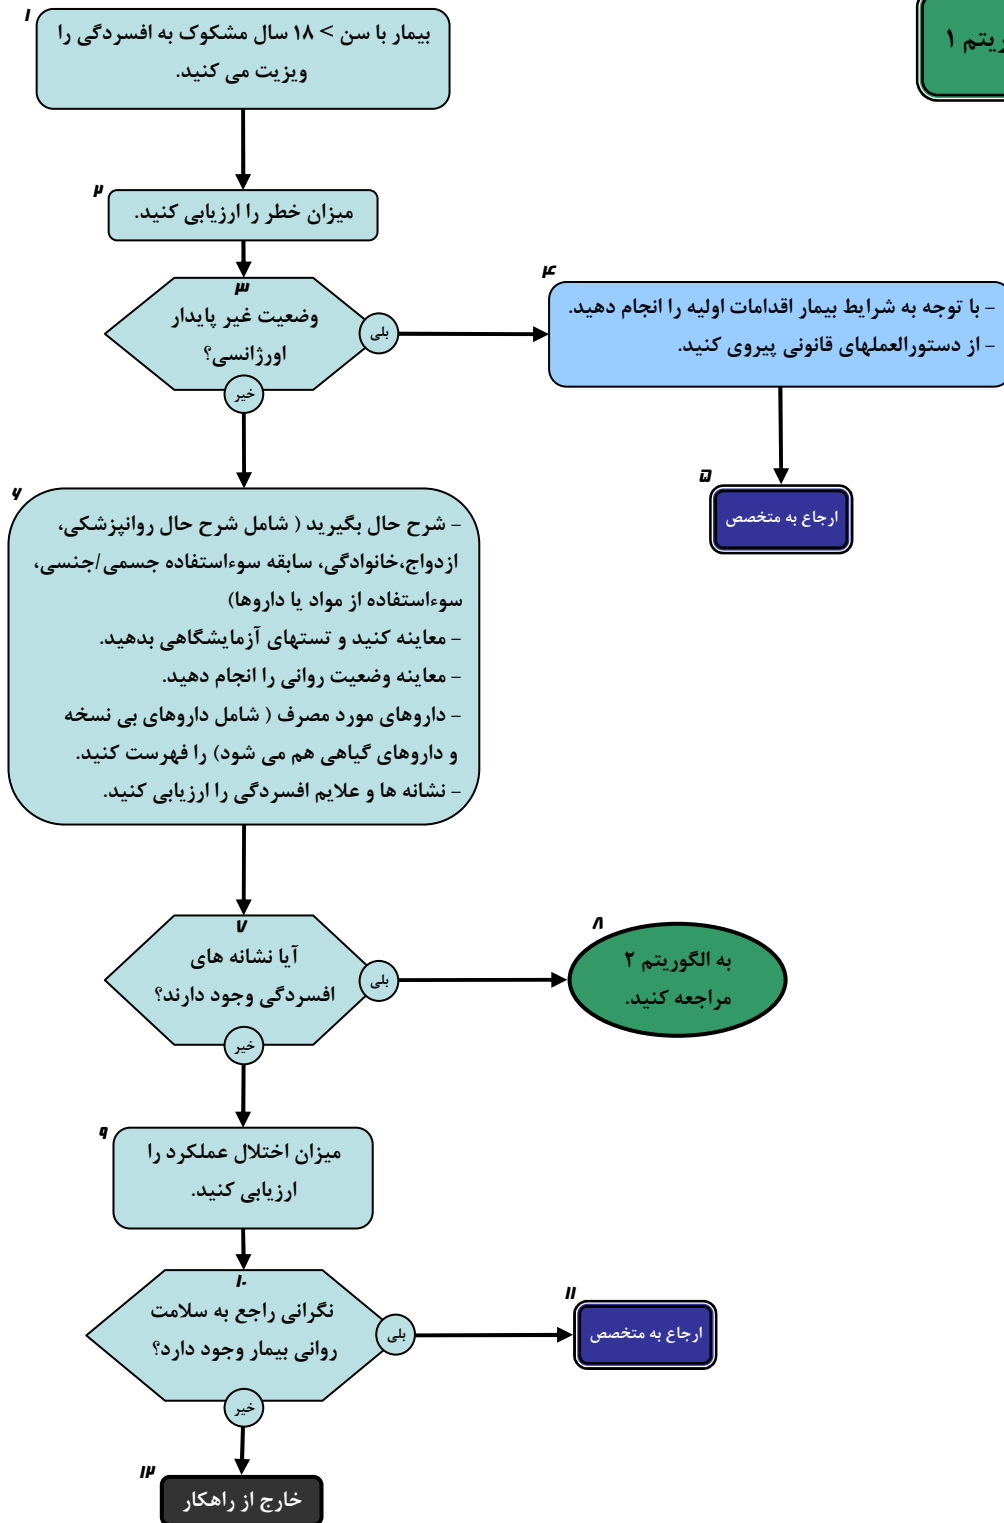 ۱
بیمار با سن > ۱۸ سال مشکوک به افسردگی را
ویزیت می کنید.
ریتم ۱
۲
میزان خطر را ارزیابی کنید.
۳
وضعیت غیر پایدار
اورژانسی؟
بلی
خیر
۴
- با توجه به شرایط بیمار اقدامات اولیه را انجام دهید.
- از دستورالعملهای قانونی پیروی کنید.
۵
ارجاع به متخصص
۶
- شرح حال بگیرید ( شامل شرح حال روانپزشکی،
ازدواج،خانوادگی، سابقه سوءاستفاده جسمی/جنسی،
سوءاستفاده از مواد یا داروها)
- معاینه کنید و تستهای آزمایشگاهی بدهید.
- معاینه وضعیت روانی را انجام دهید.
- داروهای مورد مصرف ( شامل داروهای بی نسخه
و داروهای گیاهی هم می شود) را فهرست کنید.
- نشانه ها و علایم افسردگی را ارزیابی کنید.
۷
آیا نشانه های
افسردگی وجود دارند؟
بلی
خیر
۸
به الگوریتم ۲
مراجعه کنید.
۹
میزان اختلال عملکرد را
ارزیابی کنید.
۱۰
نگرانی راجع به سلامت
روانی بیمار وجود دارد؟
بلی
خیر
۱۱
ارجاع به متخصص
۱۲
خارج از راهکار